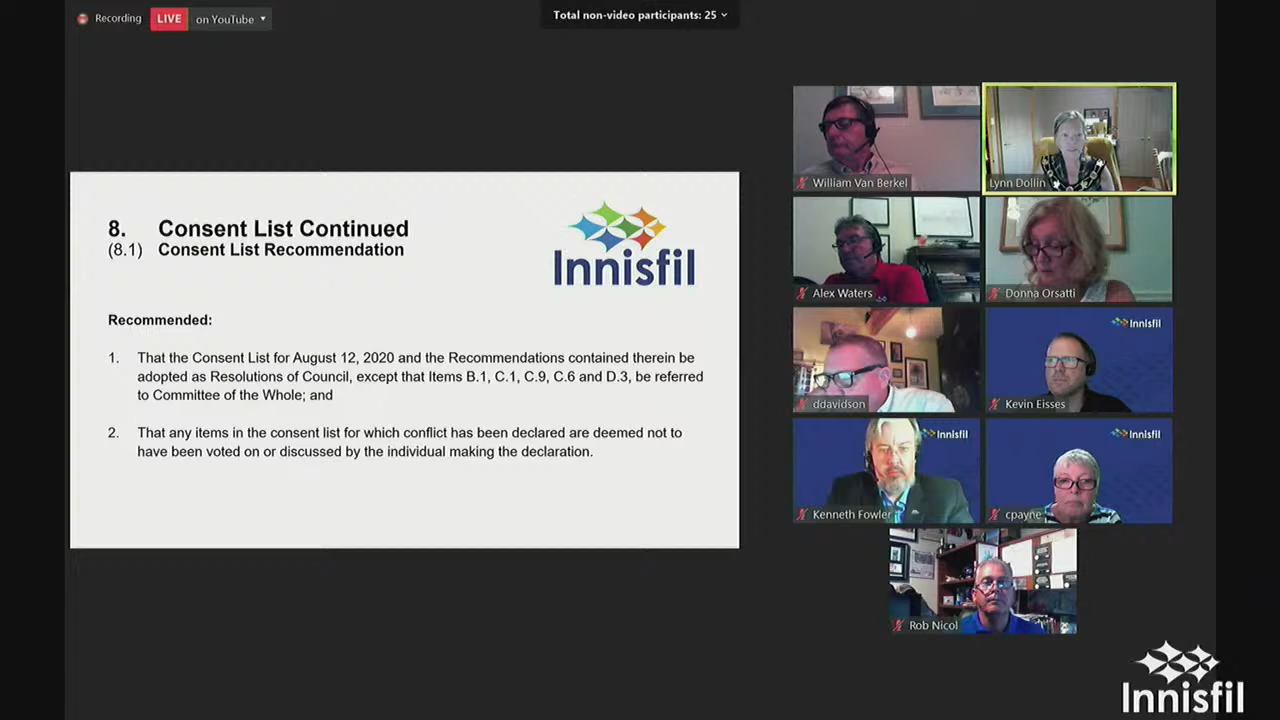 Recording
LIVE on YouTube
Total non-video participants: 25
8. Consent List Continued
(8.1) Consent List Recommendation
Innisfil
Recommended:
1. That the Consent List for August 12, 2020 and the Recommendations contained therein be
adopted as Resolutions of Council, except that Items B.1, C.1, C.9, C.6 and D.3, be referred
to Committee of the Whole; and
2. That any items in the consent list for which conflict has been declared are deemed not to
have been voted on or discussed by the individual making the declaration.
William Van Berkel
Lynn Dollin
Alex Waters
Donna Orsatti
ddavidson
Innisfil
Kevin Eisses
Innisfil
Kenneth Fowler
Innisfil
cpayne
Rob Nicol
Innisfil